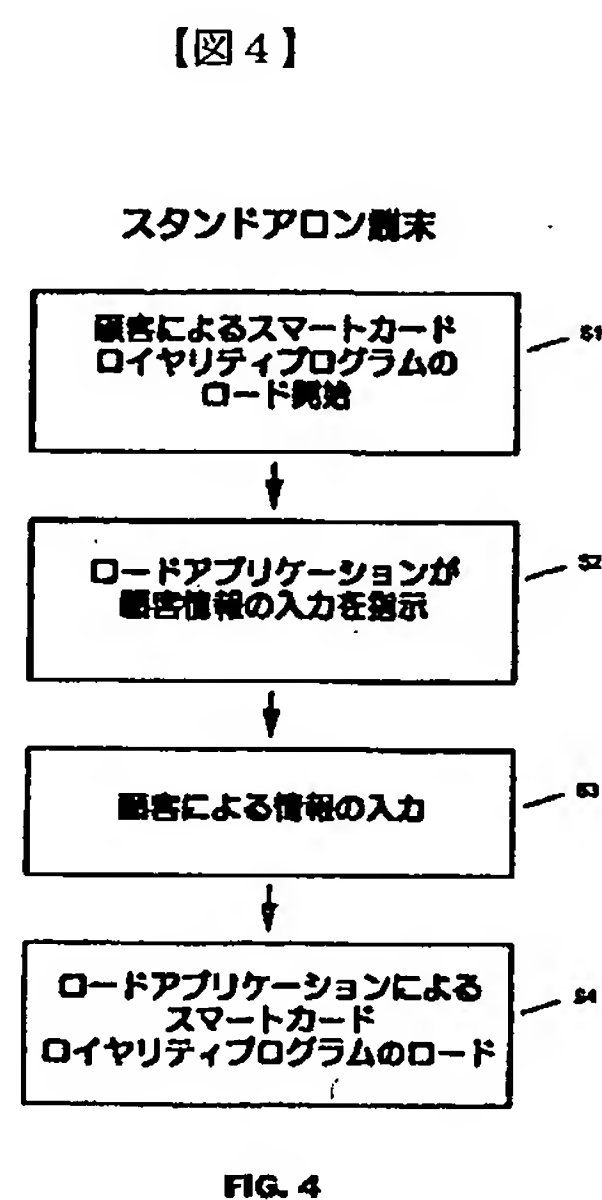 【図４】
スタンドアロン端末
顧客によるスマートカード
ロイヤリティプログラムの
ロード開始
S1
ロードアプリケーションが
顧客情報の入力を指示
S2
顧客による情報の入力
S3
ロードアプリケーションによる
スマートカード
ロイヤリティプログラムのロード
S4
FIG. 4